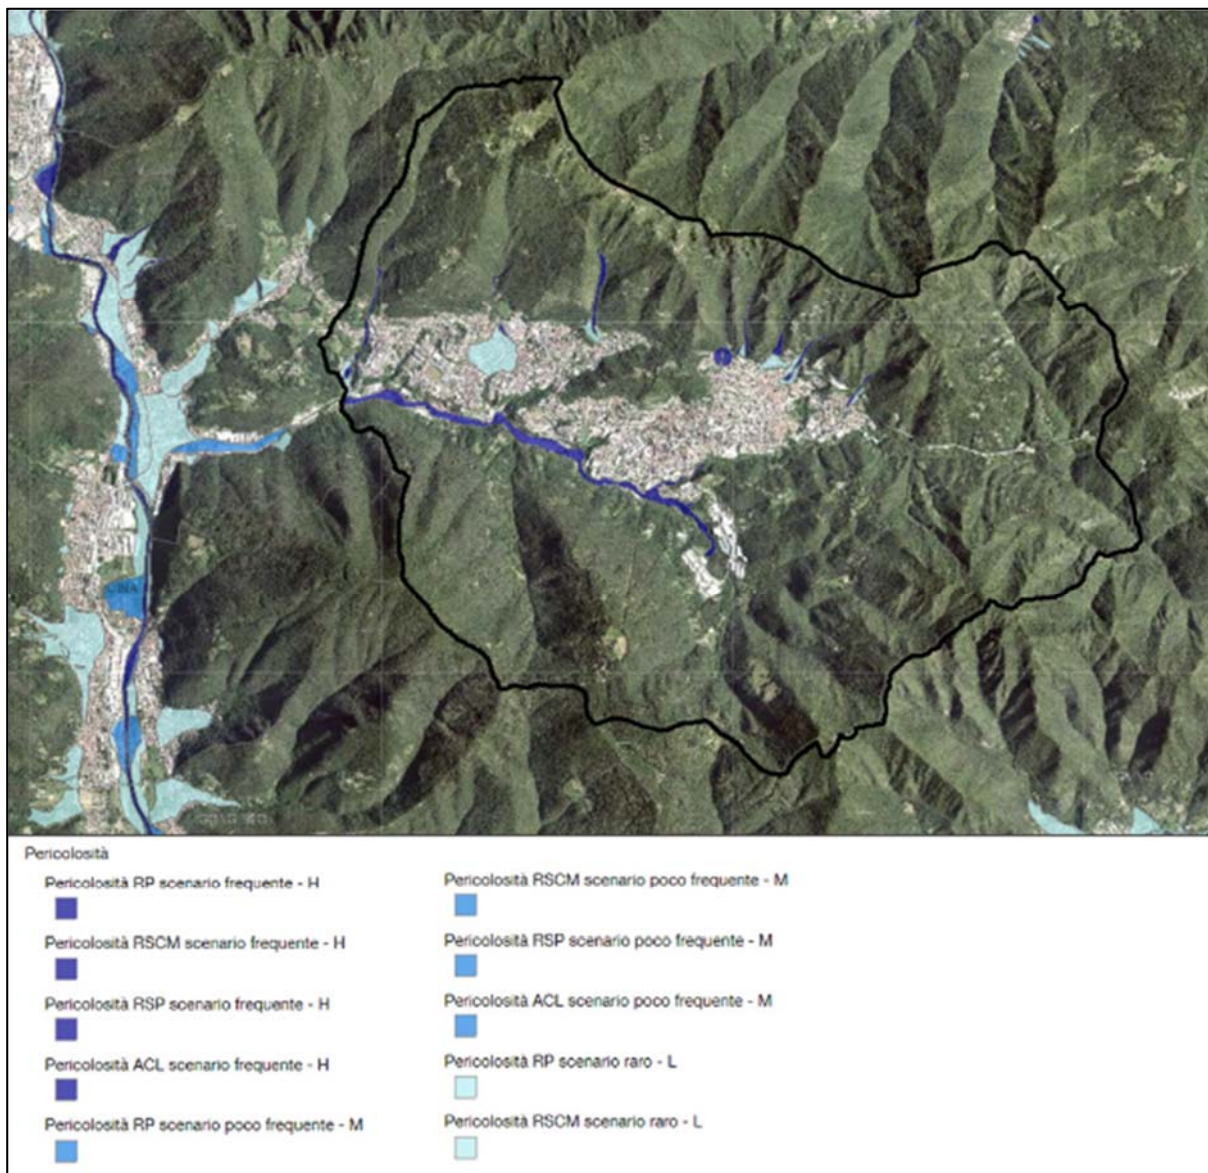 Pericolosità
Pericolosità RP scenario frequente - H
Pericolosità RSCM scenario frequente - H
Pericolosità RSP scenario frequente - H
Pericolosità ACL scenario frequente - H
Pericolosità RP scenario poco frequente - M
Pericolosità RSCM scenario poco frequente - M
Pericolosità RSP scenario poco frequente - M
Pericolosità ACL scenario poco frequente - M
Pericolosità RP scenario raro - L
Pericolosità RSCM scenario raro - L